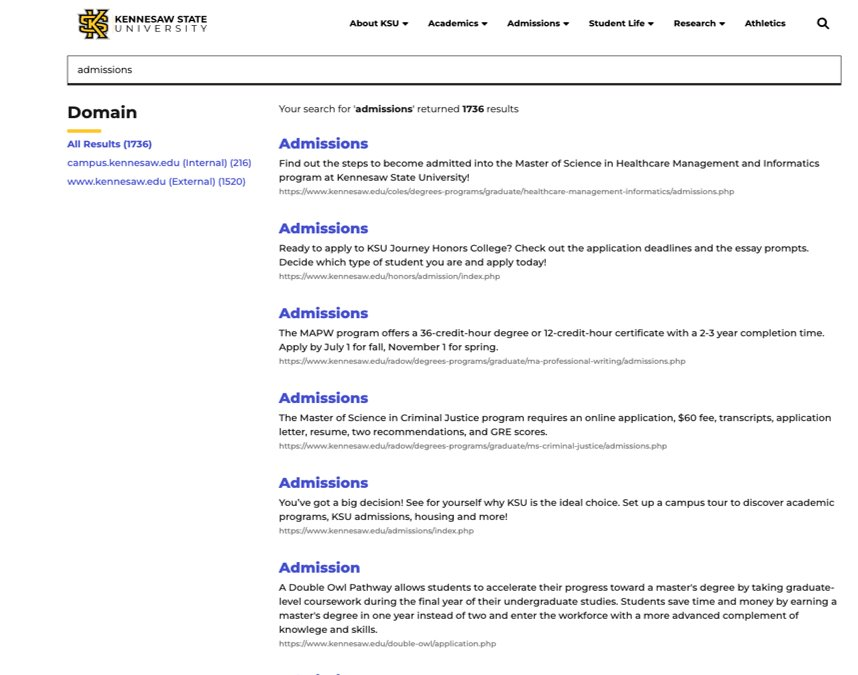 KENNESAW STATE
UNIVERSITY
About KSU
Academics
Admissions
Student Life
Research
Athletics
admissions
Domain
All Results (1736)
campus.kennesaw.edu (Internal) (216)
www.kennesaw.edu (External) (1520)
Your search for 'admissions' returned 1736 results
Admissions
Find out the steps to become admitted into the Master of Science in Healthcare Management and Informatics
program at Kennesaw State University!
https://www.kennesaw.edu/coles/degrees-programs/graduate/healthcare-management-informatics/admissions.php
Admissions
Ready to apply to KSU Journey Honors College? Check out the application deadlines and the essay prompts.
Decide which type of student you are and apply today!
https://www.kennesaw.edu/honors/admission/index.php
Admissions
The MAPW program offers a 36-credit-hour degree or 12-credit-hour certificate with a 2-3 year completion time.
Apply by July 1 for fall, November 1 for spring.
https://www.kennesaw.edu/radow/degrees-programs/graduate/ma-professional-writing/admissions.php
Admissions
The Master of Science in Criminal Justice program requires an online application, $60 fee, transcripts, application
letter, resume, two recommendations, and GRE scores.
https://www.kennesaw.edu/radow/degrees-programs/graduate/ms-criminal-justice/admissions.php
Admissions
You've got a big decision! See for yourself why KSU is the ideal choice. Set up a campus tour to discover academic
programs, KSU admissions, housing and more!
https://www.kennesaw.edu/admissions/index.php
Admission
A Double Owl Pathway allows students to accelerate their progress toward a master's degree by taking graduate-
level coursework during the final year of their undergraduate studies. Students save time and money by earning a
master's degree in one year instead of two and enter the workforce with a more advanced complement of
knowlege and skills.
https://www.kennesaw.edu/double-owl/application.php